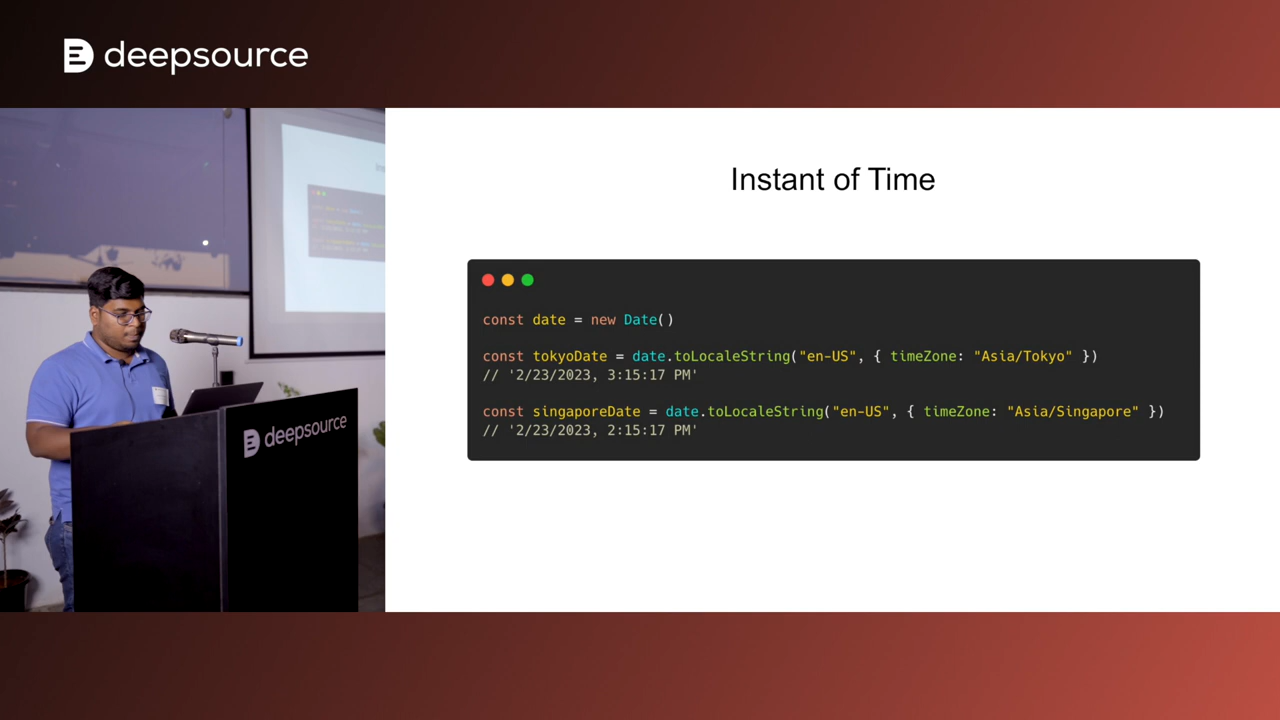 deepsource
Instant of Time
const date = new Date()
const tokyoDate = date.toLocaleString("en-US", { timeZone: "Asia/Tokyo" })
// '2/23/2023, 3:15:17 PM'
const singaporeDate = date.toLocaleString("en-US", { timeZone: "Asia/Singapore" })
// '2/23/2023, 2:15:17 PM'
deepsource